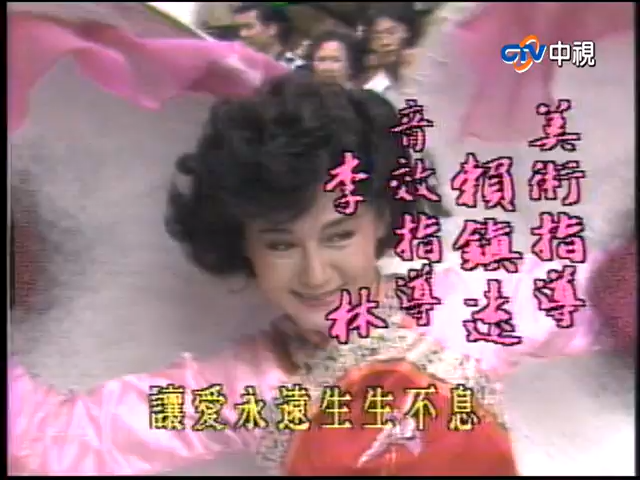 CTV中視
美術指導
賴鎮遠
音效指導
李林
讓愛永遠生生不息